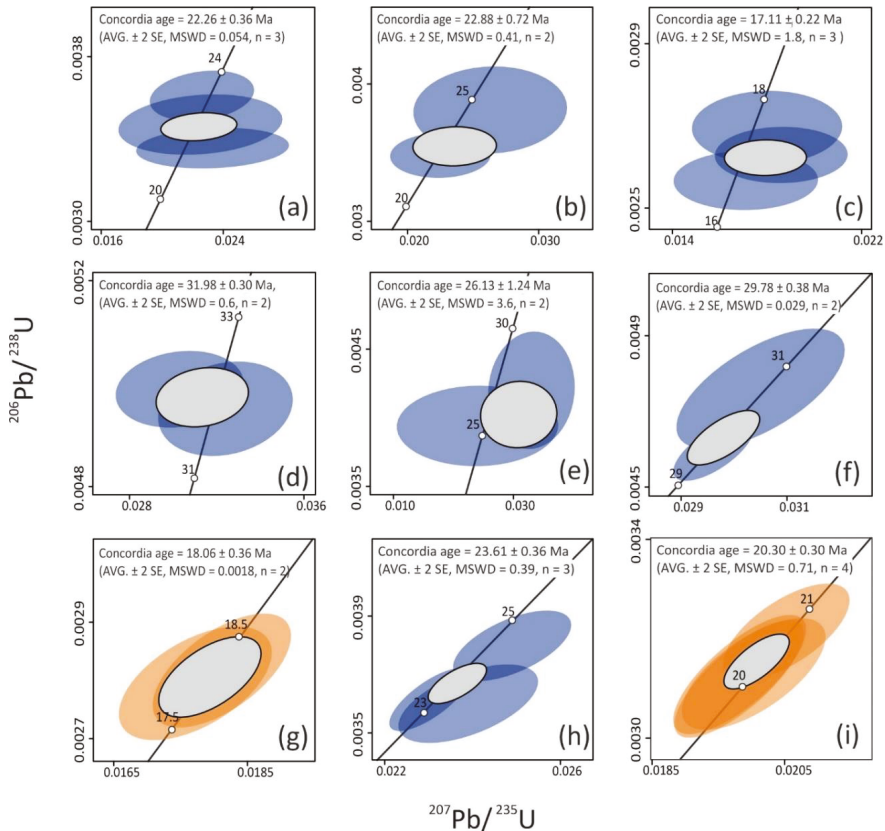 Concordia age = 22.26 ± 0.36 Ma
(AVG. ± 2 SE, MSWD = 0.054, n = 3)
0.0038
24
20
0.0030
(a)
0.016
0.024
Concordia age = 22.88 ± 0.72 Ma
(AVG. ± 2 SE, MSWD = 0.41, n = 2)
0.004
25
20
0.003
(b)
0.020
0.030
Concordia age = 17.11 ± 0.22 Ma
(AVG. ± 2 SE, MSWD = 1.8, n = 3 )
0.0029
18
16
0.0025
(c)
0.014
0.022
206Pb/238U
Concordia age = 31.98 ± 0.30 Ma,
(AVG. ± 2 SE, MSWD = 0.6, n = 2)
0.0052
33
31
0.0048
(d)
0.028
0.036
Concordia age = 26.13 ± 1.24 Ma
(AVG. ± 2 SE, MSWD = 3.6, n = 2)
0.0045
30
25
0.0035
(e)
0.010
0.030
Concordia age = 29.78 ± 0.38 Ma
(AVG. ± 2 SE, MSWD = 0.029, n = 2)
0.0049
31
29
0.0045
(f)
0.029
0.031
Concordia age = 18.06 ± 0.36 Ma
(AVG. ± 2 SE, MSWD = 0.0018, n = 2)
0.0029
18.5
17.5
0.0027
(g)
0.0165
0.0185
Concordia age = 23.61 ± 0.36 Ma
(AVG. ± 2 SE, MSWD = 0.39, n = 3)
0.0039
25
23
0.0035
(h)
0.022
0.026
Concordia age = 20.30 ± 0.30 Ma
(AVG. ± 2 SE, MSWD = 0.71, n = 4)
0.0034
21
20
0.0030
(i)
0.0185
0.0205
207Pb/235U